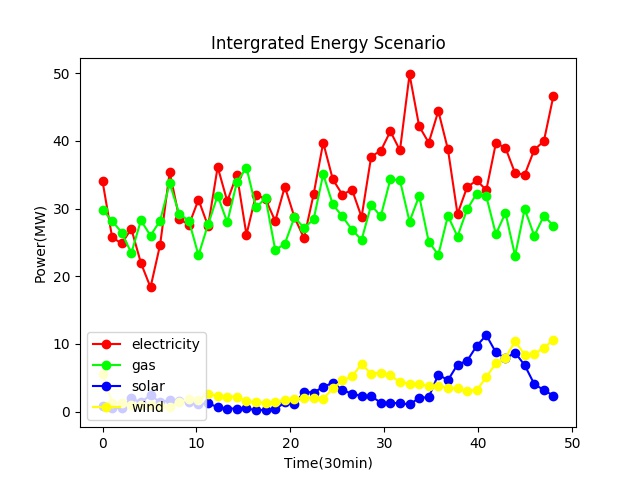 Intergrated Energy Scenario
Power(MW)
50
40
30
20
10
0
electricity
gas
solar
wind
0 10 20 30 40 50
Time(30min)